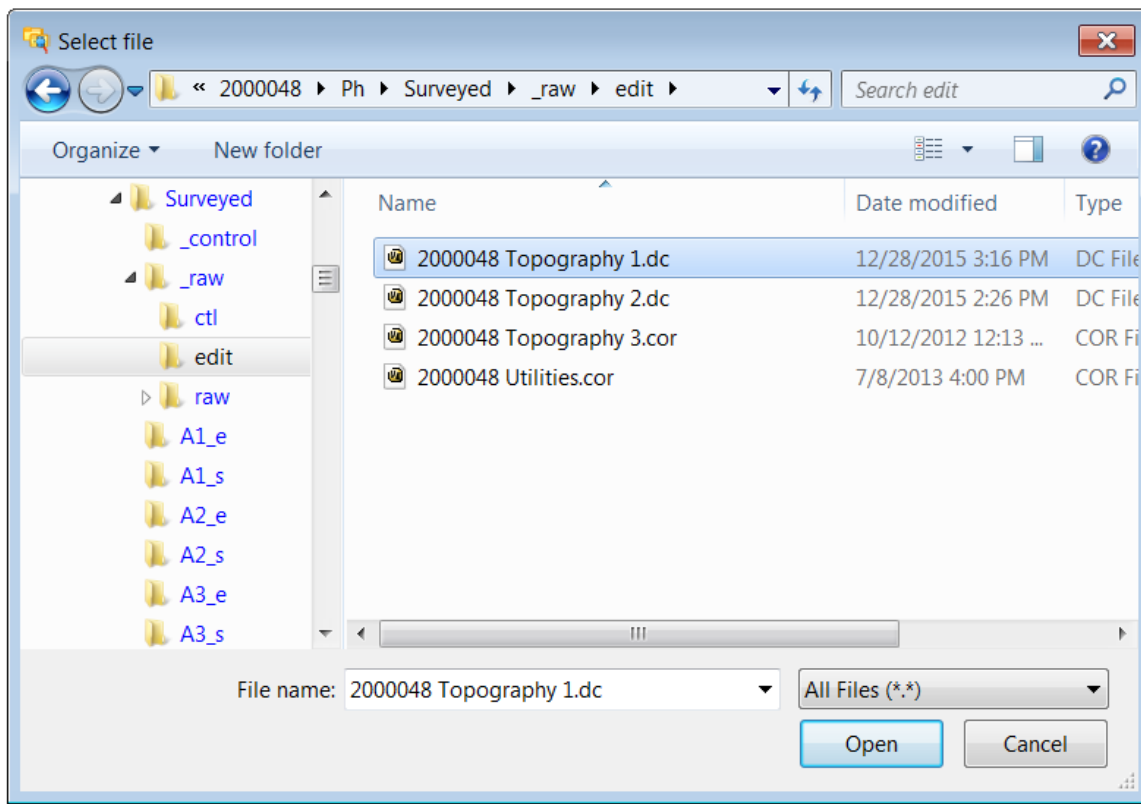 Select file
« 2000048 Ph Surveyed _raw edit Search edit
Organize New folder
Surveyed
_control
_raw
ctl
edit
raw
A1_e
A1_s
A2_e
A2_s
A3_e
A3_s
Name Date modified Type
2000048 Topography 1.dc 12/28/2015 3:16 PM DC File
2000048 Topography 2.dc 12/28/2015 2:26 PM DC File
2000048 Topography 3.cor 10/12/2012 12:13 ... COR Fi
2000048 Utilities.cor 7/8/2013 4:00 PM COR Fi
File name: 2000048 Topography 1.dc All Files (*.*)
Open Cancel